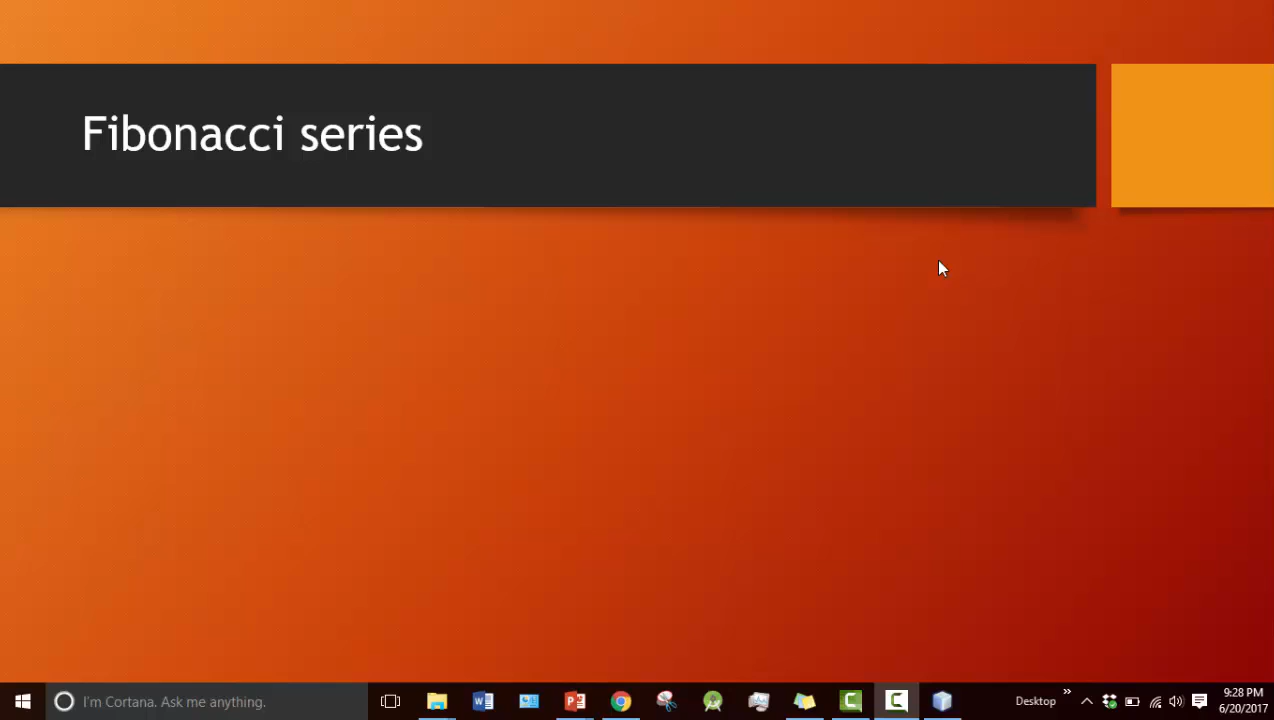 Fibonacci series
I'm Cortana. Ask me anything.
Desktop
9:28 PM
6/20/2017